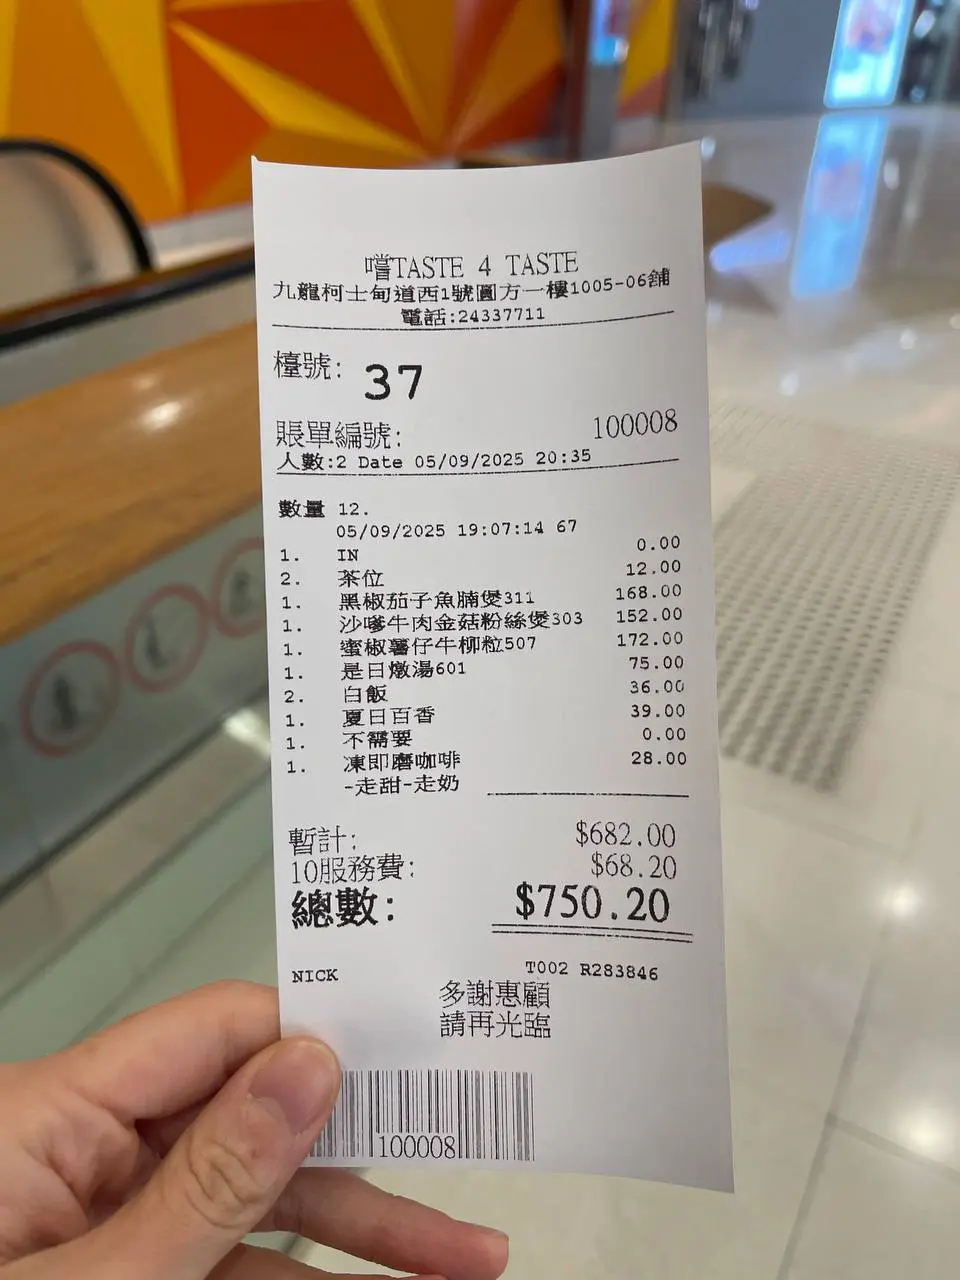 嚐TASTE 4 TASTE
九龍柯士甸道西1號圓方一樓1005-06舖
電話:24337711
檯號: 37
賬單編號: 100008
人數:2 Date 05/09/2025 20:35
數量 12.
05/09/2025 19:07:14 67
1. IN 0.00
2. 茶位 12.00
1. 黑椒茄子魚腩煲311 168.00
1. 沙嗲牛肉金菇粉絲煲303 152.00
1. 蜜椒薯仔牛柳粒507 172.00
1. 是日燉湯601 75.00
2. 白飯 36.00
1. 夏日百香 39.00
1. 不需要 0.00
1. 凍即磨咖啡 28.00
-走甜-走奶
暫計: $682.00
10服務費: $68.20
總數: $750.20
NICK T002 R283846
多謝惠顧
請再光臨
100008